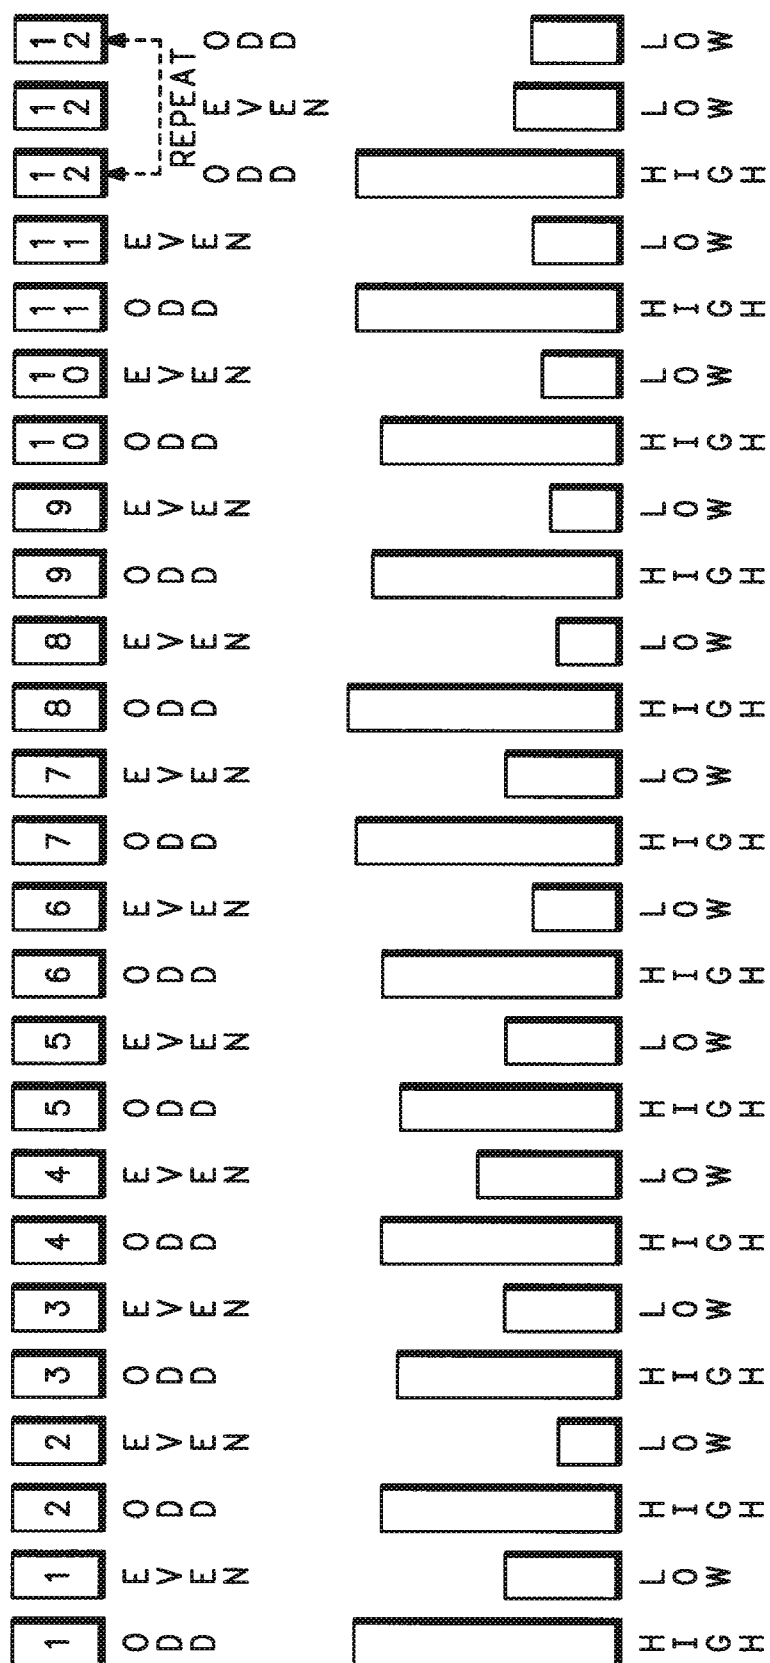 1 1 2 2 3 3 4 4 5 5 6 6 7 7 8 8 9 9 10 10 11 11 12 12 12
REPEAT
ODD EVEN ODD EVEN ODD EVEN ODD EVEN ODD EVEN ODD EVEN ODD EVEN ODD EVEN ODD EVEN ODD EVEN ODD EVEN ODD EVEN ODD
HIGH LOW HIGH LOW HIGH LOW HIGH LOW HIGH LOW HIGH LOW HIGH LOW HIGH LOW HIGH LOW HIGH LOW HIGH LOW HIGH LOW LOW